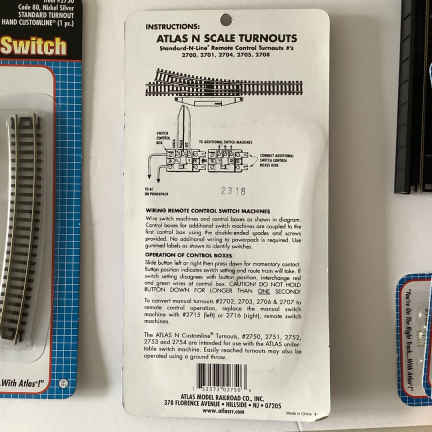 Code 80, Nickel Silver
STANDARD TURNOUT
HAND CUSTOMLINE® (1 pc.)
Switch
...With Atlas!"
INSTRUCTIONS:
ATLAS N SCALE TURNOUTS
Standard-N-Line® Remote Control Turnouts #'s
2700, 2701, 2704, 2705, 2708
SWITCH
CONTROL
BOX
TO ADDITIONAL SWITCH MACHINES
CONNECT ADDITIONAL
SWITCH CONTROL
BOXES HERE
TO AC
ON POWERPACK
2318
WIRING REMOTE CONTROL SWITCH MACHINES
Wire switch machines and control boxes as shown in diagram.
Control boxes for additional switch machines are coupled to the
first control box using the double-ended spades and screws
provided. No additional wiring to powerpack is required. Use
gummed labels as shown to identify switches.
OPERATION OF CONTROL BOXES
Slide button left or right then press down for momentary contact.
Button position indicates switch setting and route train will take. If
switch setting disagrees with button position, interchange red
and green wires at control box. CAUTION! DO NOT HOLD
BUTTON DOWN FOR LONGER THAN ONE SECOND!
To convert manual turnouts #2702, 2703, 2706 & 2707 to
remote control operation, replace the manual switch
machine with #2715 (left) or 2716 (right), remote switch
machines.
The ATLAS N Customline® Turnouts, #2750, 2751, 2752,
2753 and 2754 are intended for use with the ATLAS under
table switch machine. Easily reached turnouts may also be
operated using a ground throw.
ATLAS MODEL RAILROAD CO., INC.
378 FLORENCE AVENUE • HILLSIDE • NJ • 07205
www.atlasrr.com
Made in China
"You're On The Right Track...
With Atlas!"